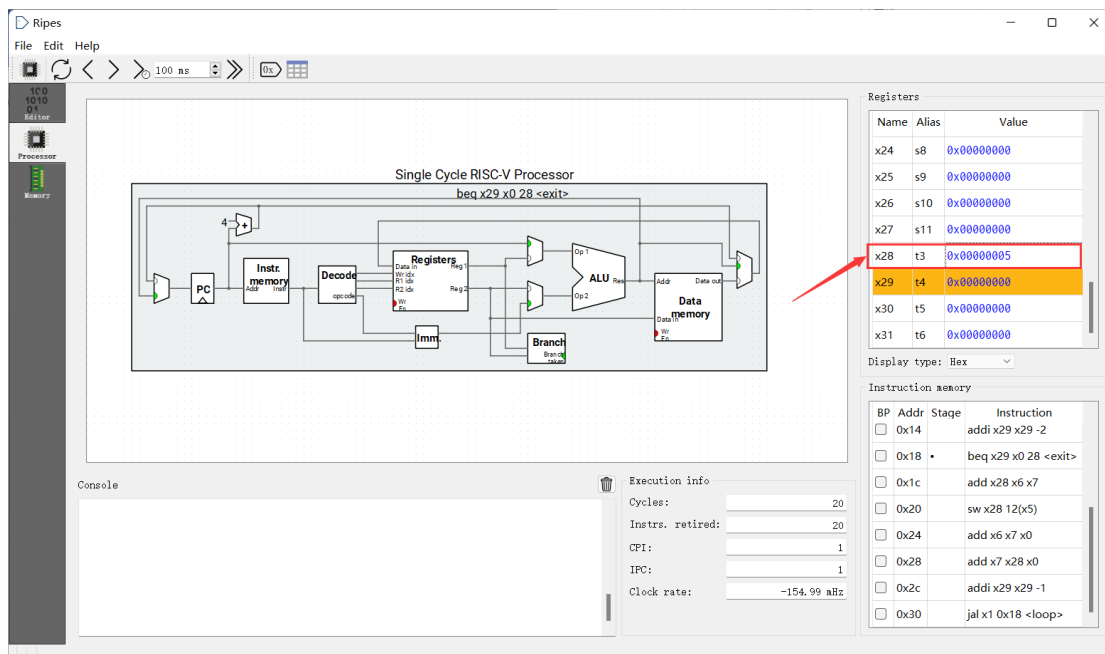 Ripes
File Edit Help
100 ms
0x
Editor
Processor
Memory
Single Cycle RISC-V Processor
beq x29 x0 28 <exit>
4
+
PC
Instr.
memory
Addr Instr
Decode
opcode
Registers
Data in
Wr idx
R1 idx
R2 idx
Wr
En
Reg 1
Reg 2
Imm.
Branch
Branch
taken
Op 1
Op 2
ALU
Res
Addr Data out
Data
memory
Data in
Wr
En
Registers
Name Alias Value
x24 s8 0x00000000
x25 s9 0x00000000
x26 s10 0x00000000
x27 s11 0x00000000
x28 t3 0x00000005
x29 t4 0x00000000
x30 t5 0x00000000
x31 t6 0x00000000
Display type: Hex
Instruction memory
BP Addr Stage Instruction
0x14 addi x29 x29 -2
0x18 • beq x29 x0 28 <exit>
0x1c add x28 x6 x7
0x20 sw x28 12(x5)
0x24 add x6 x7 x0
0x28 add x7 x28 x0
0x2c addi x29 x29 -1
0x30 jal x1 0x18 <loop>
Console
Execution info
Cycles: 20
Instrs. retired: 20
CPI: 1
IPC: 1
Clock rate: -154.99 mHz